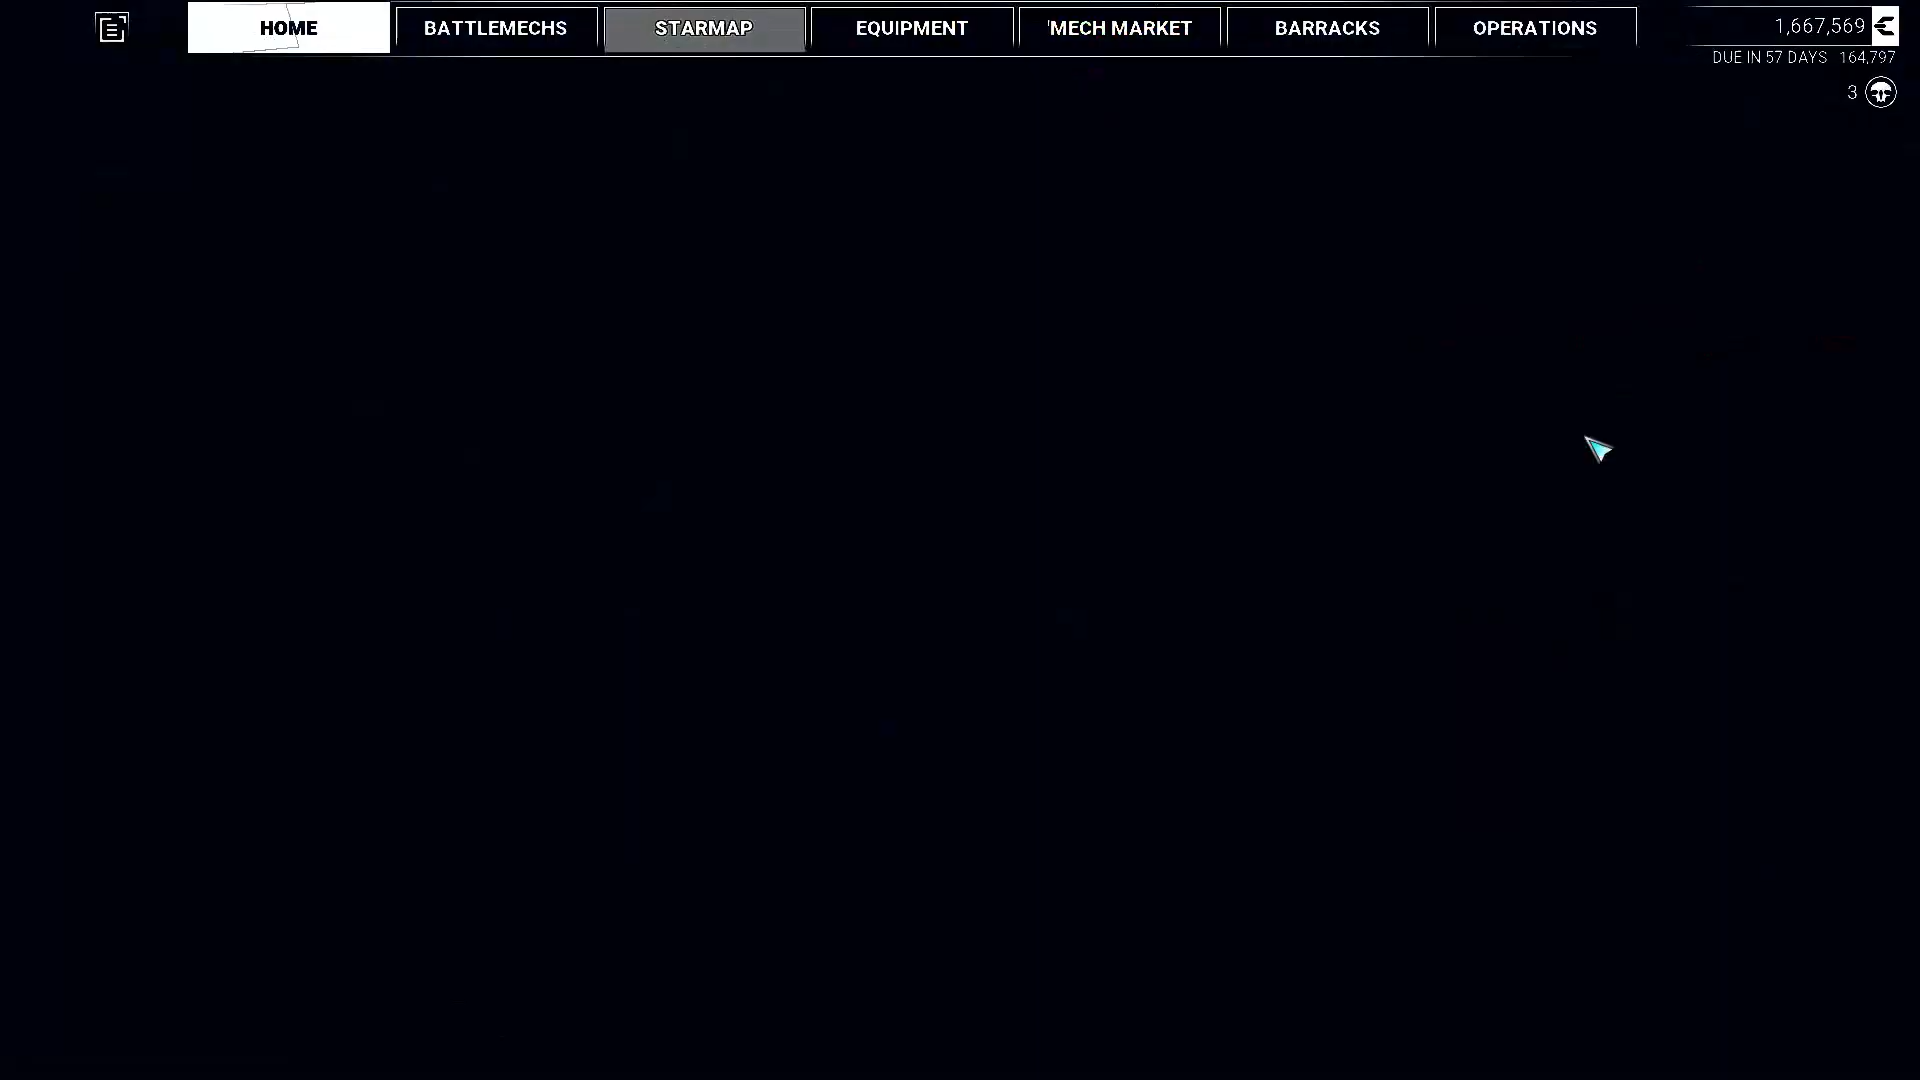 HOME
BATTLEMECHS
STARMAP
EQUIPMENT
'MECH MARKET
BARRACKS
OPERATIONS
1,667,569
DUE IN 57 DAYS 164,797
3